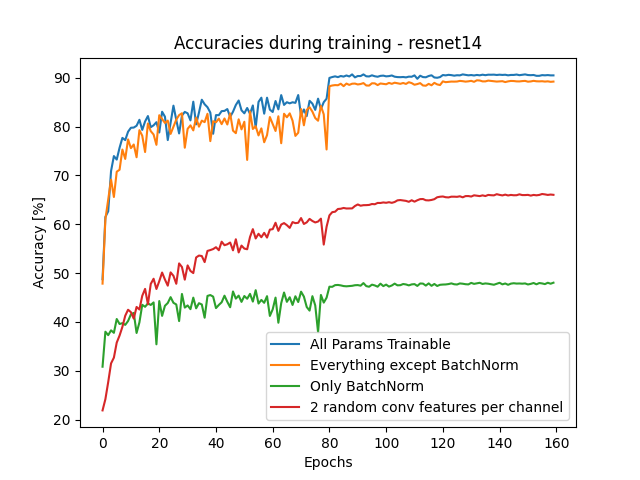 Accuracies during training - resnet14
Accuracy [%]
90
80
70
60
50
40
30
20
0
20
40
60
80
100
120
140
160
Epochs
All Params Trainable
Everything except BatchNorm
Only BatchNorm
2 random conv features per channel